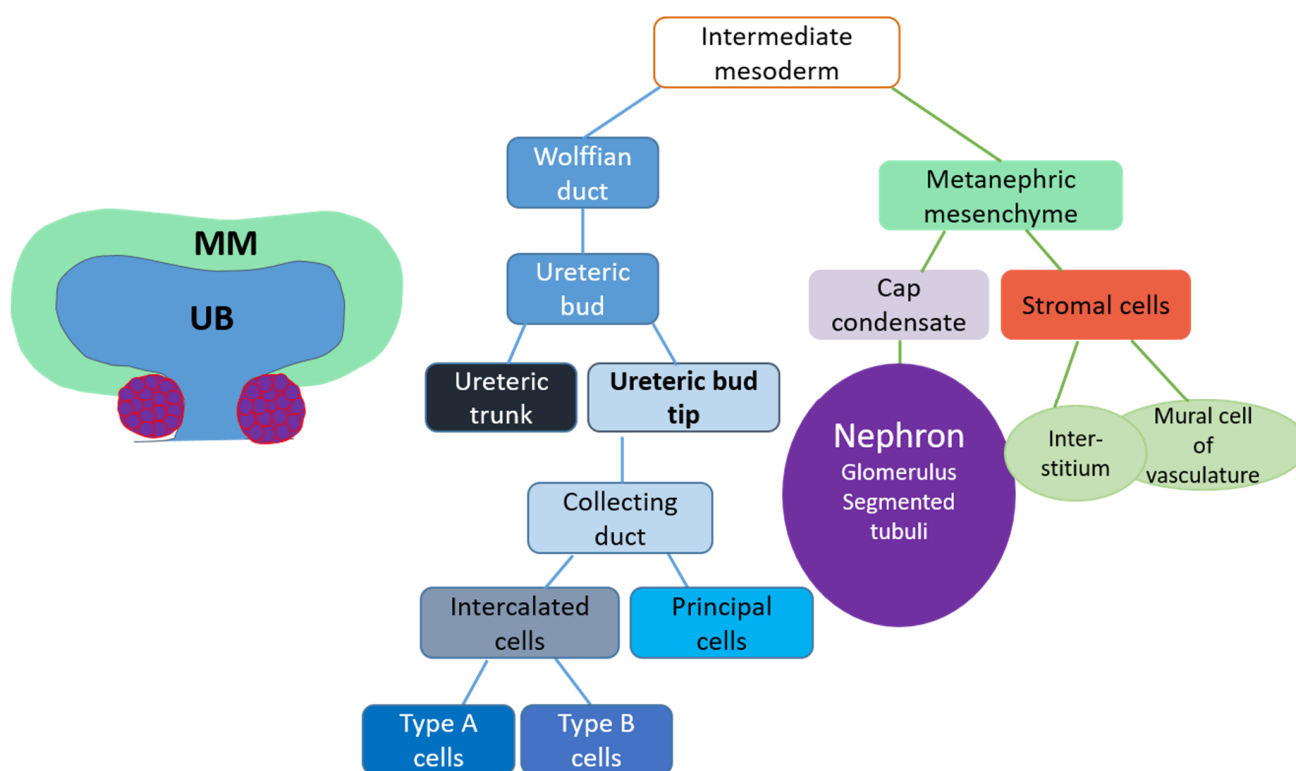 Intermediate
mesoderm
Wolffian
duct
Metanephric
mesenchyme
MM
UB
Ureteric
bud
Cap
condensate
Stromal cells
Ureteric
trunk
Ureteric bud
tip
Nephron
Glomerulus
Segmented
tubuli
Inter-
stitium
Mural cell
of
vasculature
Collecting
duct
Intercalated
cells
Principal
cells
Type A
cells
Type B
cells